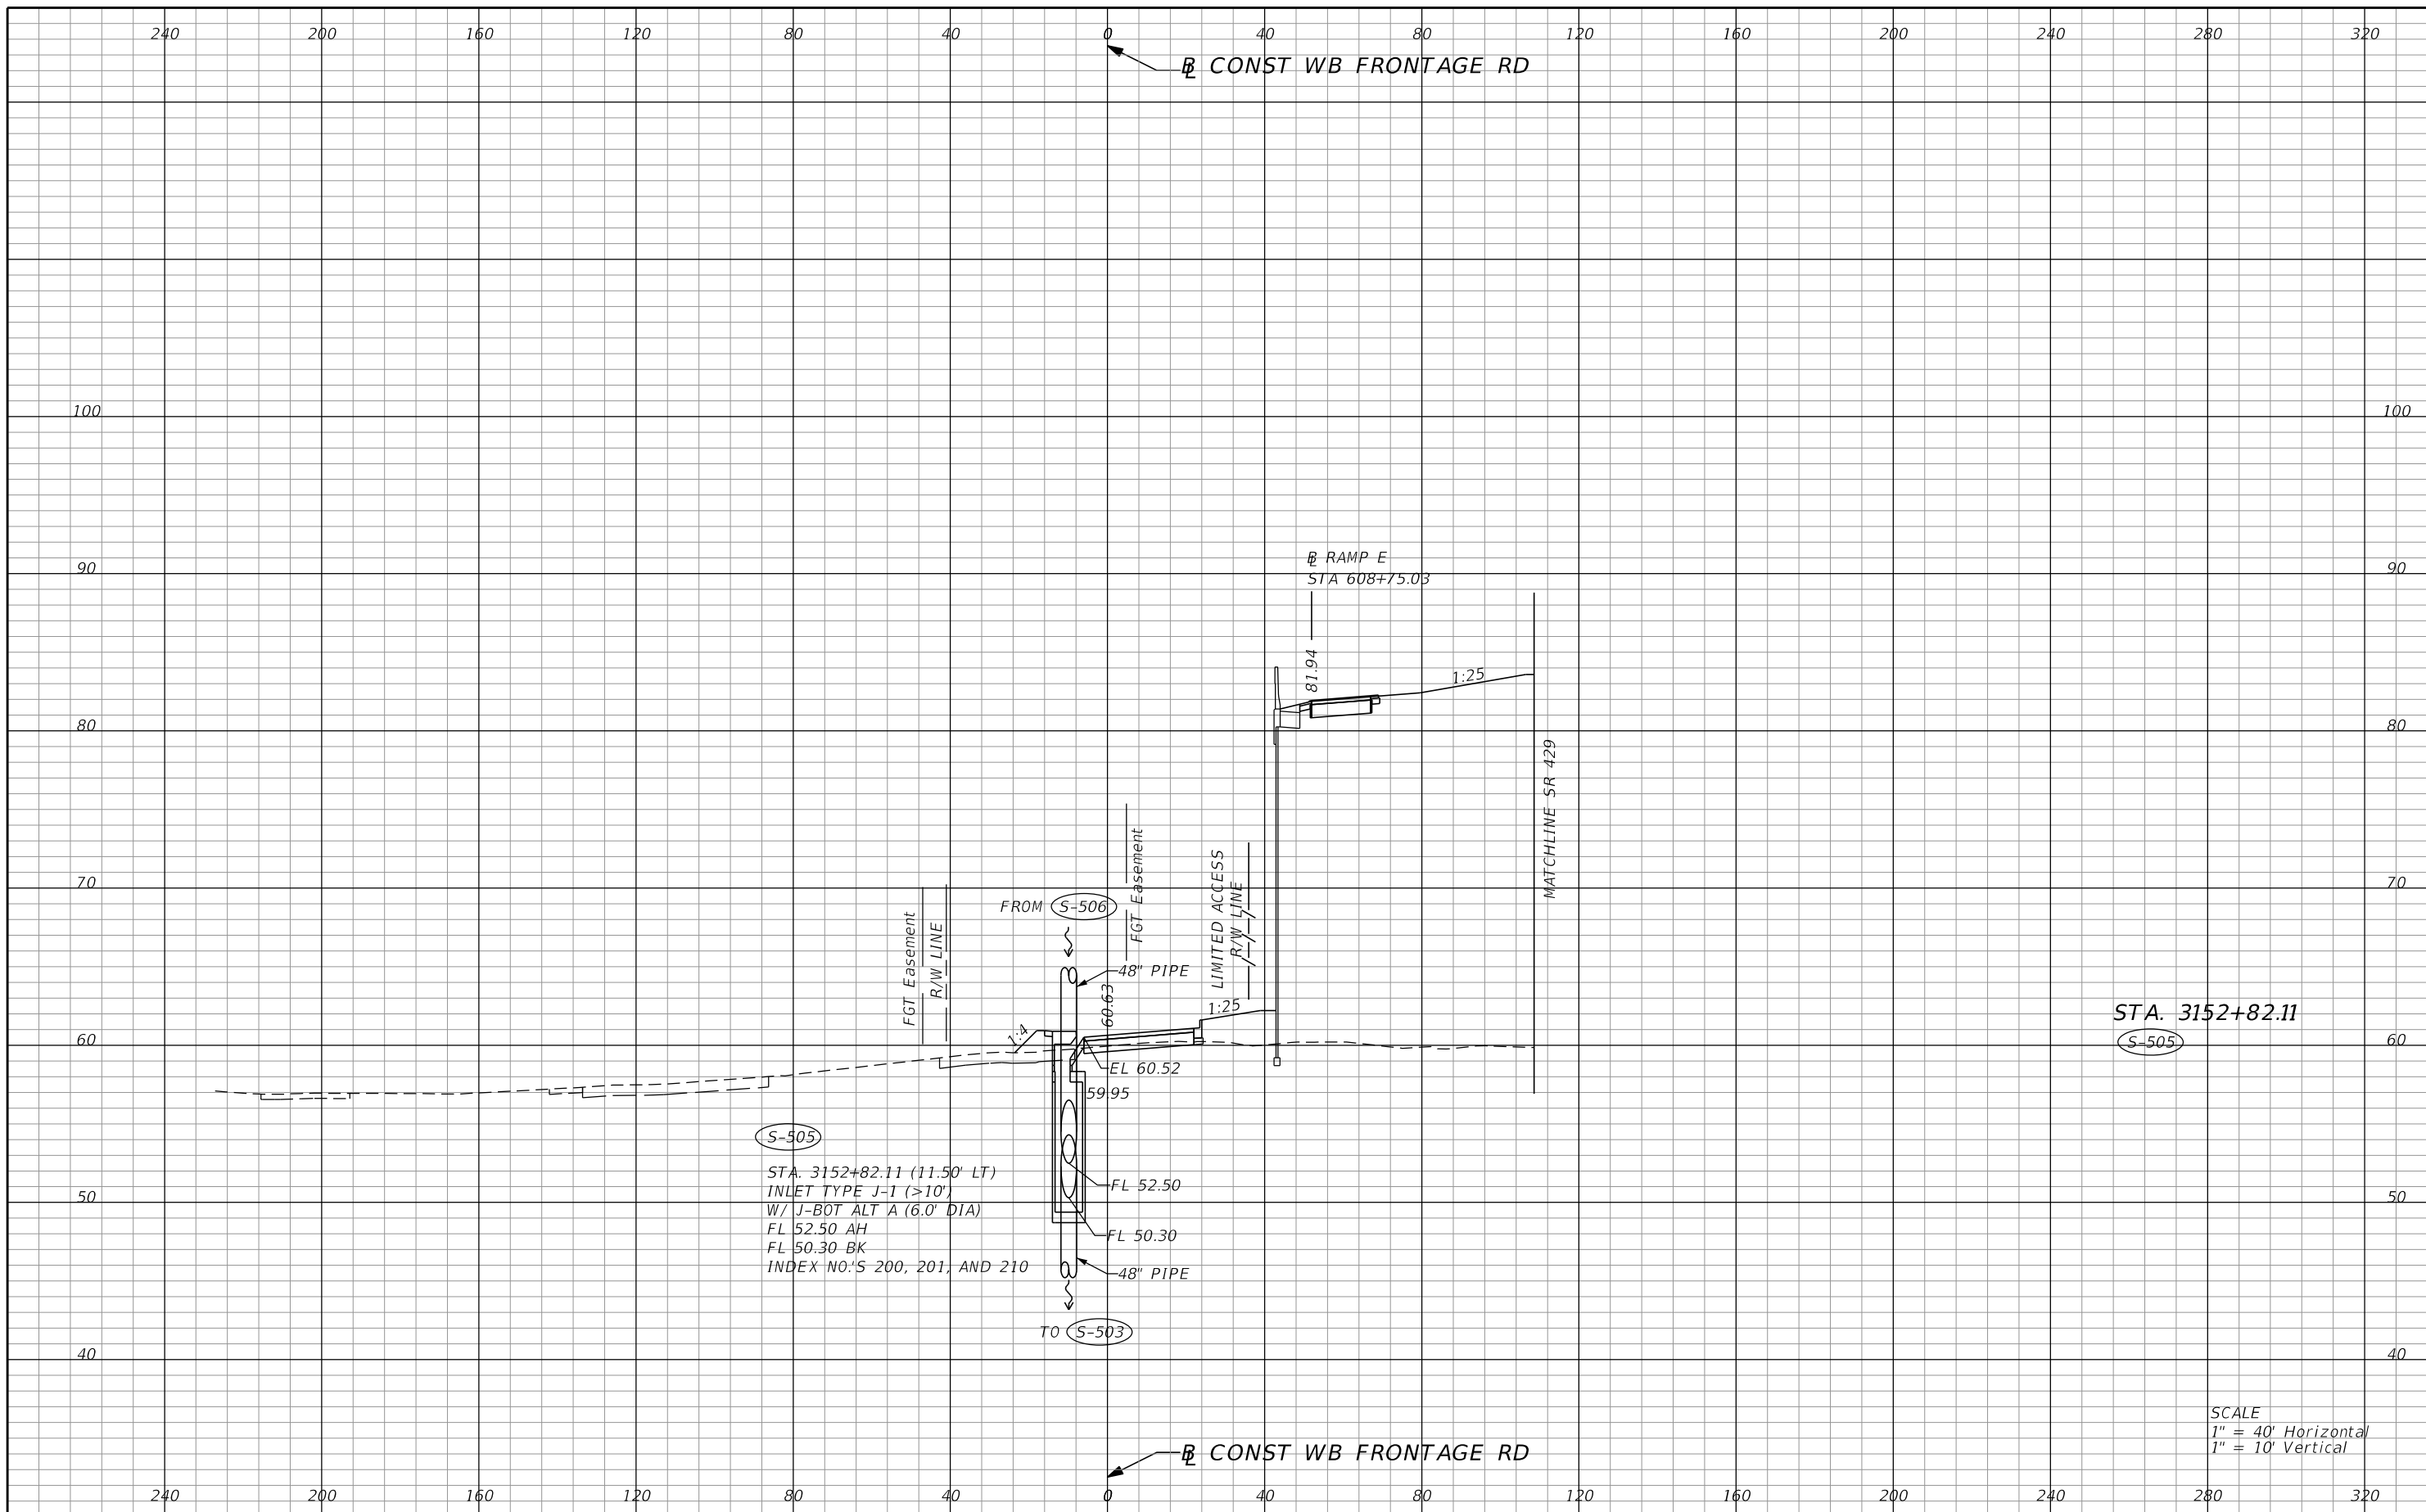 240 200 160 120 80 40 0 40 80 120 160 200 240 280 320
BL CONST WB FRONTAGE RD
100 100
90 90
BL RAMP E
STA 608+75.03
81.94
1:25
80 80
MATCHLINE SR 429
70 70
FGT Easement
R/W LINE
FROM S-506
FGT Easement
LIMITED ACCESS
R/W LINE
48" PIPE
60.63
1:25
1:4
STA. 3152+82.11
S-505
60 60
EL 60.52
59.95
S-505
STA. 3152+82.11 (11.50' LT)
INLET TYPE J-1 (>10')
W/ J-BOT ALT A (6.0' DIA)
FL 52.50 AH
FL 50.30 BK
INDEX NO.'S 200, 201, AND 210
FL 52.50
50 50
FL 50.30
48" PIPE
TO S-503
40 40
SCALE
1" = 40' Horizontal
1" = 10' Vertical
BL CONST WB FRONTAGE RD
240 200 160 120 80 40 0 40 80 120 160 200 240 280 320